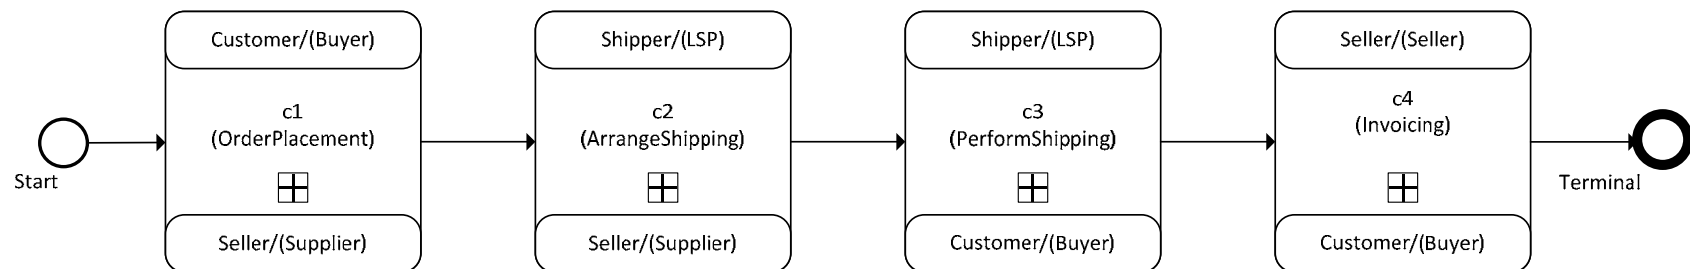 Start
Customer/(Buyer)
c1
(OrderPlacement)
Seller/(Supplier)
Shipper/(LSP)
c2
(ArrangeShipping)
Seller/(Supplier)
Shipper/(LSP)
c3
(PerformShipping)
Customer/(Buyer)
Seller/(Seller)
c4
(Invoicing)
Customer/(Buyer)
Terminal